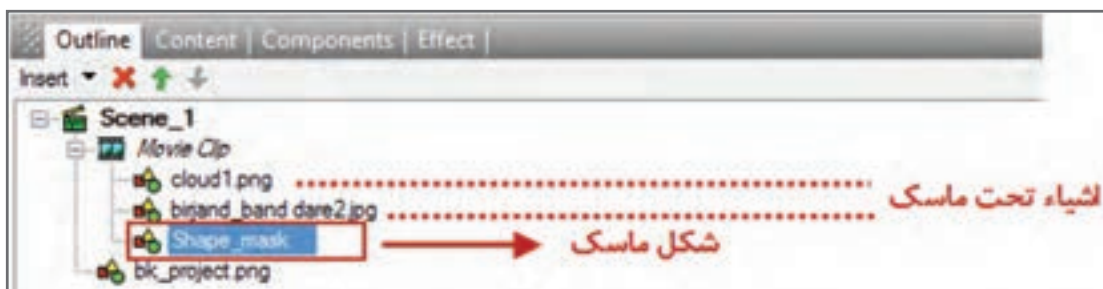 Outline | Content | Components | Effect |
Insert
Scene_1
Movie Clip
cloud1.png
birjand_band dare2.jpg
اشیاء تحت ماسک
Shape_mask
شکل ماسک
bk_project.png